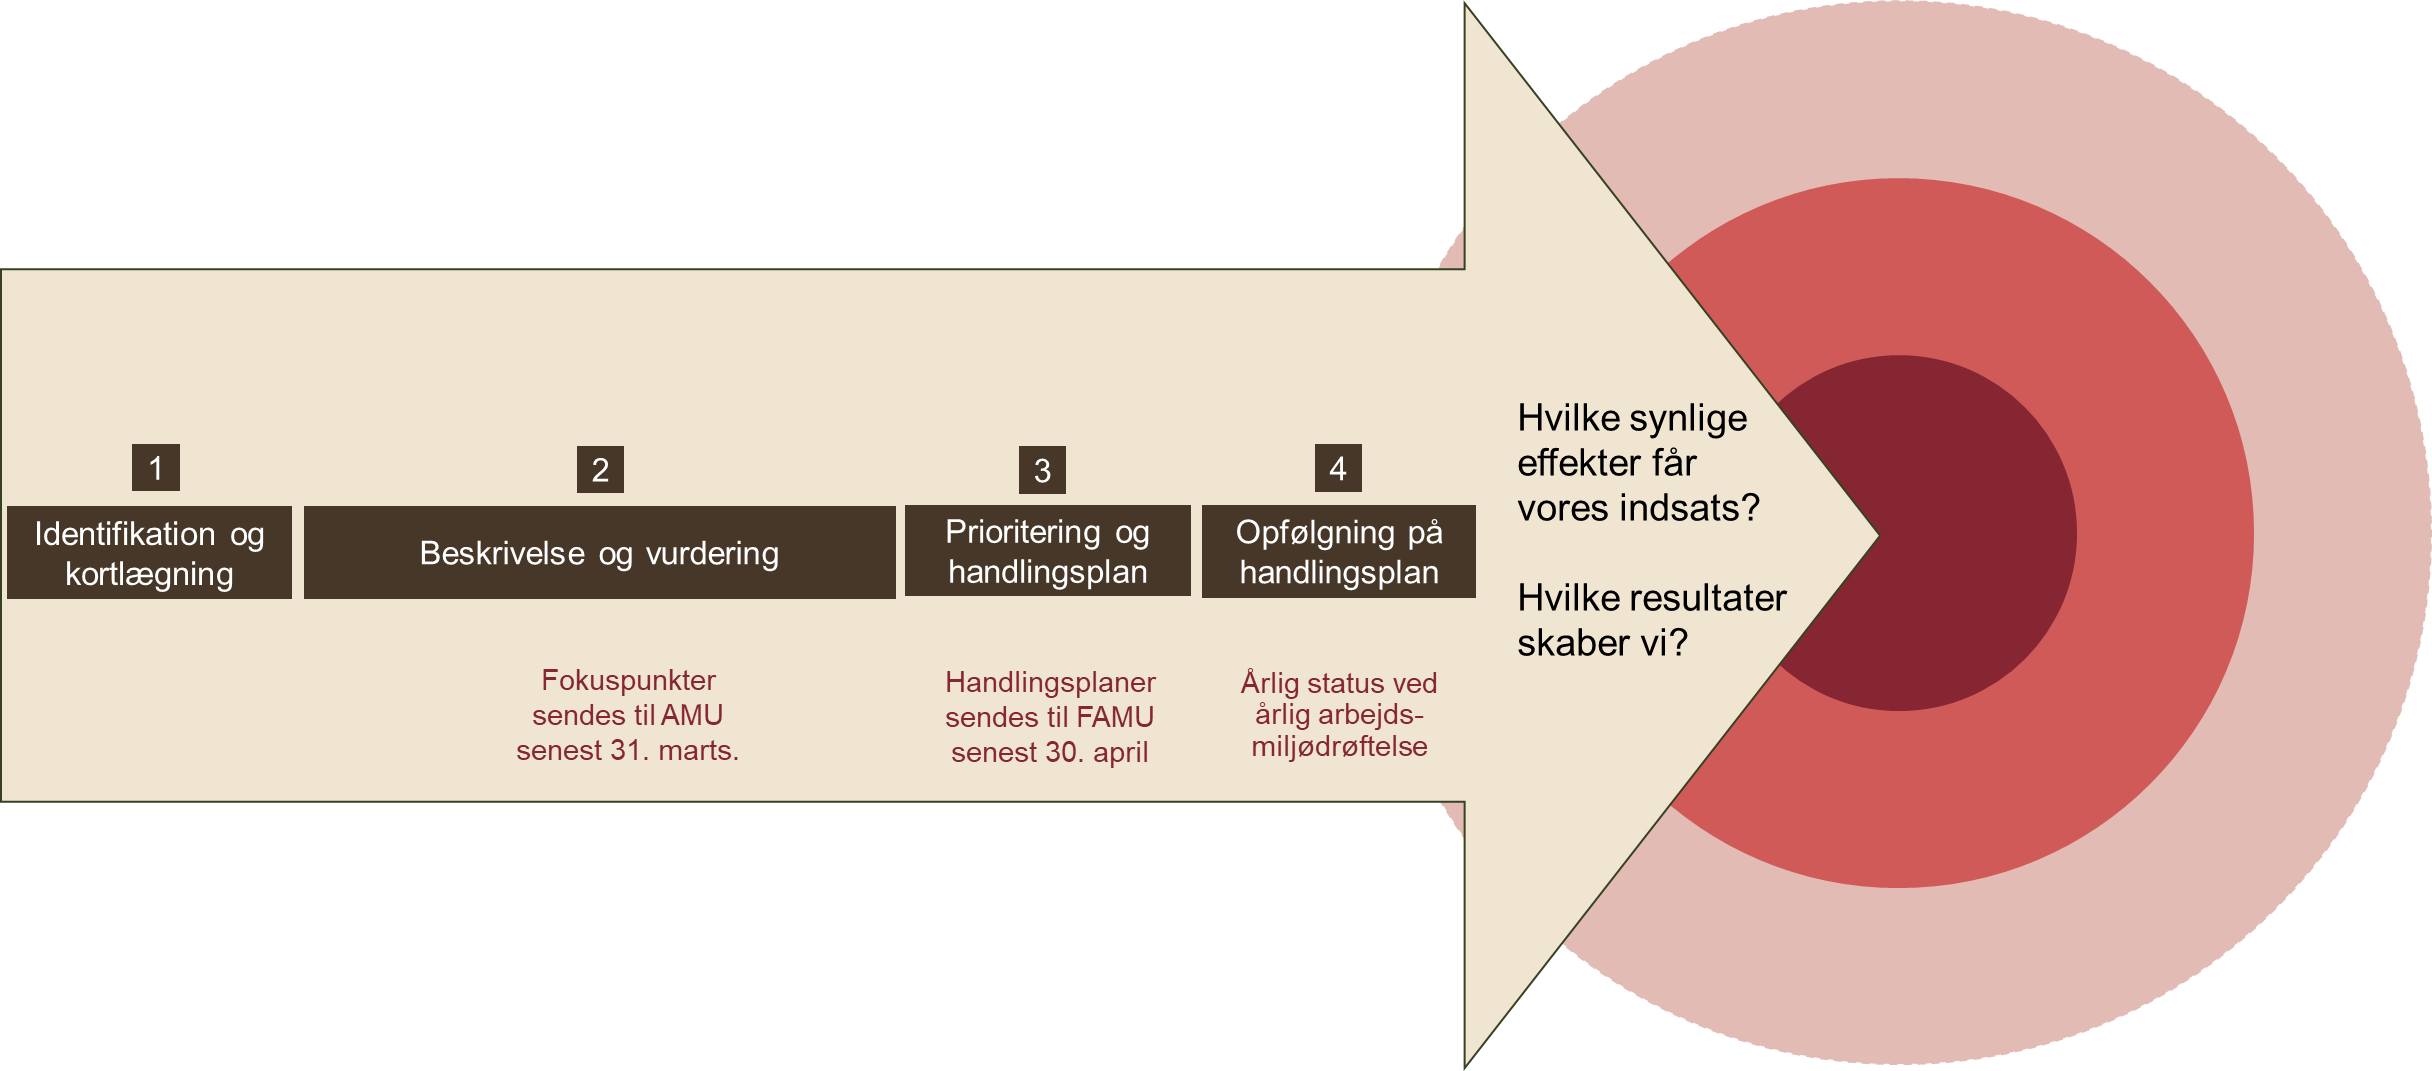 1
Identifikation og
kortlægning
2
Beskrivelse og vurdering
Fokuspunkter
sendes til AMU
senest 31. marts.
3
Prioritering og
handlingsplan
Handlingsplaner
sendes til FAMU
senest 30. april
4
Opfølgning på
handlingsplan
Årlig status ved
årlig arbejds-
miljødrøftelse
Hvilke synlige
effekter får
vores indsats?
Hvilke resultater
skaber vi?